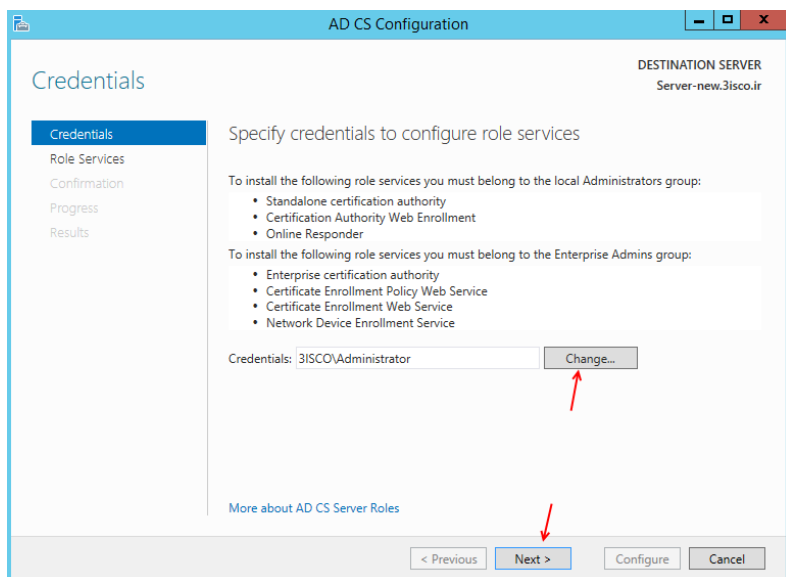 AD CS Configuration
Credentials
DESTINATION SERVER
Server-new.3isco.ir
Credentials
Role Services
Confirmation
Progress
Results
Specify credentials to configure role services
To install the following role services you must belong to the local Administrators group:
• Standalone certification authority
• Certification Authority Web Enrollment
• Online Responder
To install the following role services you must belong to the Enterprise Admins group:
• Enterprise certification authority
• Certificate Enrollment Policy Web Service
• Certificate Enrollment Web Service
• Network Device Enrollment Service
Credentials: 3ISCO\Administrator Change...
More about AD CS Server Roles
< Previous Next > Configure Cancel